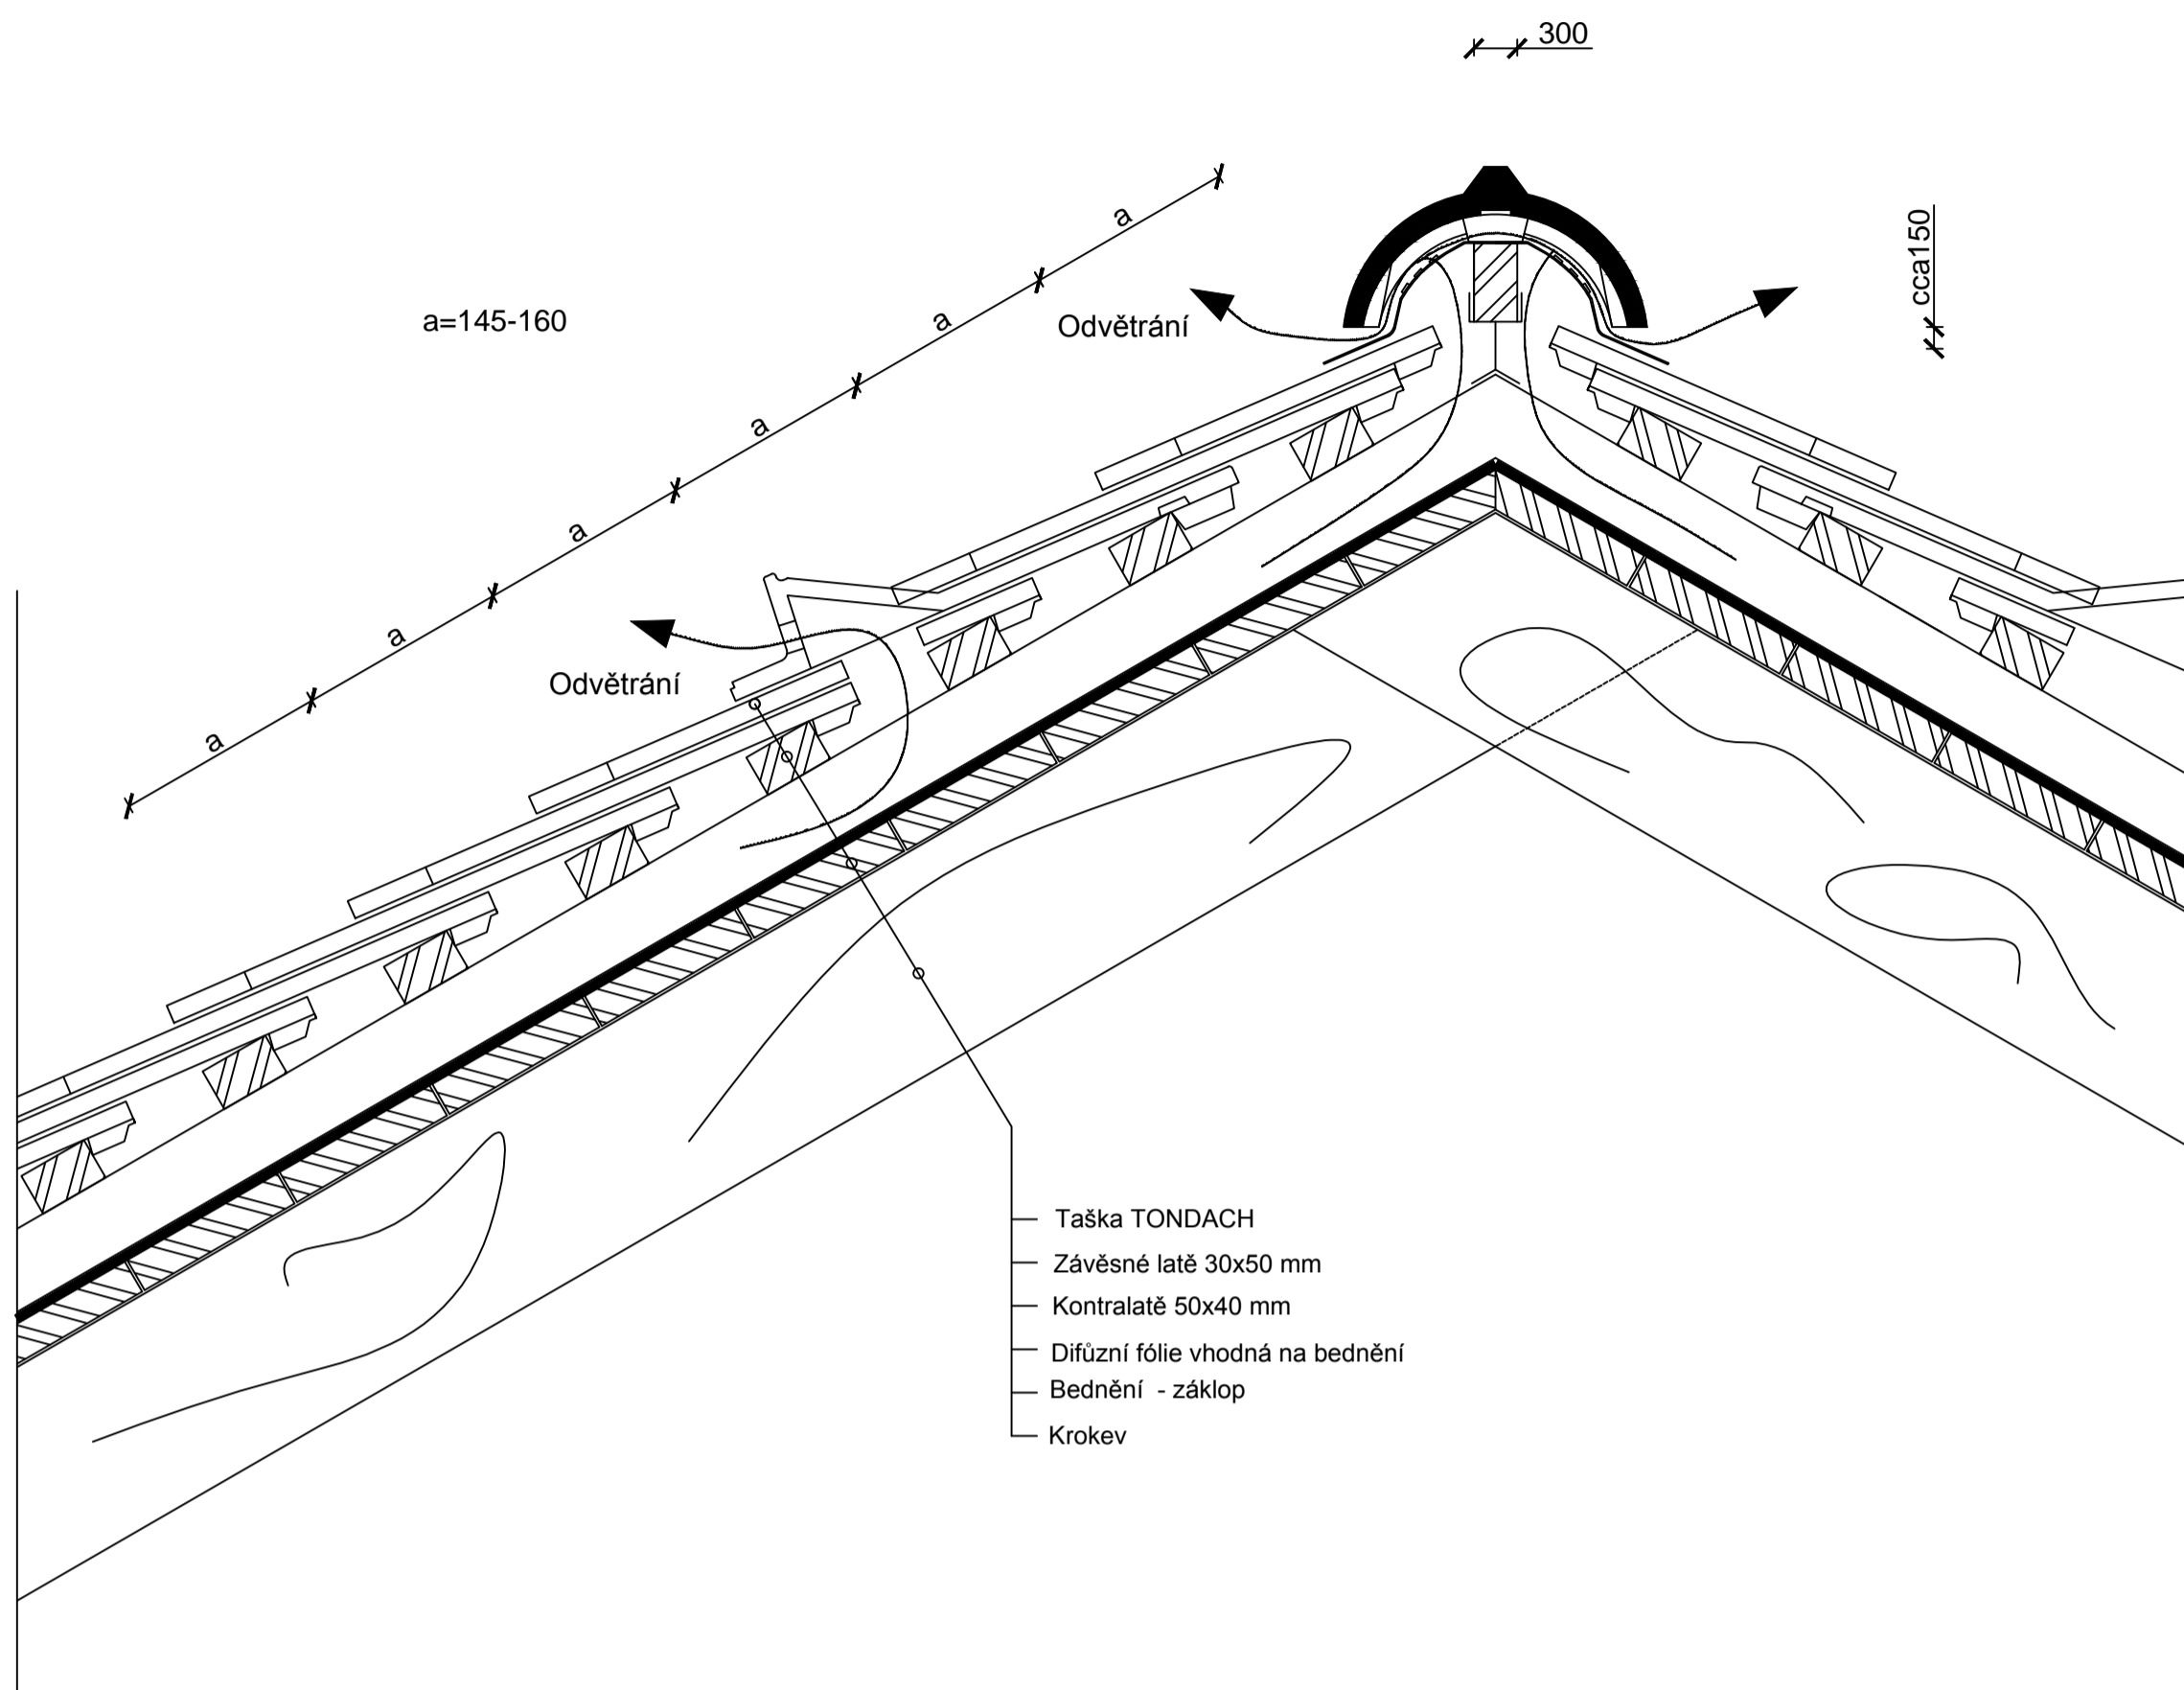 300
cca150
a
a
a=145-160
a
Odvětrání
a
a
a
Odvětrání
a
Taška TONDACH
Závěsné latě 30x50 mm
Kontralatě 50x40 mm
Difůzní fólie vhodná na bednění
Bednění - záklop
Krokev